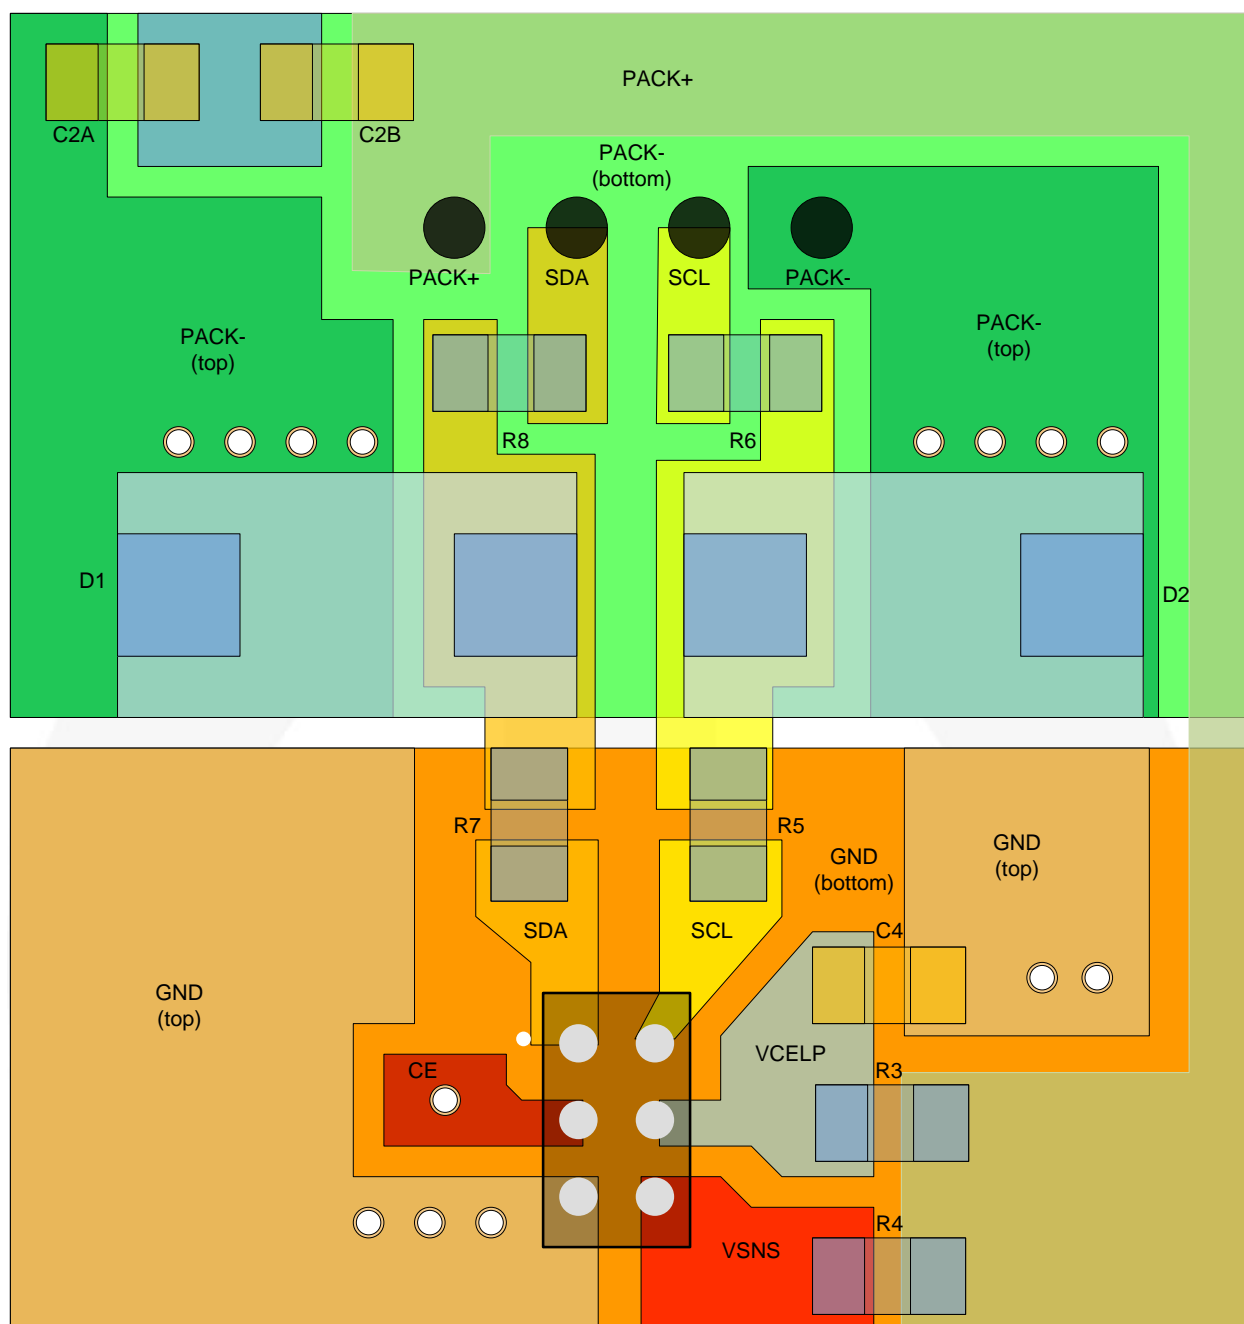 PACK+
C2A
C2B
PACK-
(bottom)
PACK+
SDA
SCL
PACK-
PACK-
(top)
PACK-
(top)
R8
R6
D1
D2
R7
R5
GND
(top)
GND
(bottom)
SDA
SCL
C4
GND
(top)
VCELP
CE
R3
R4
VSNS